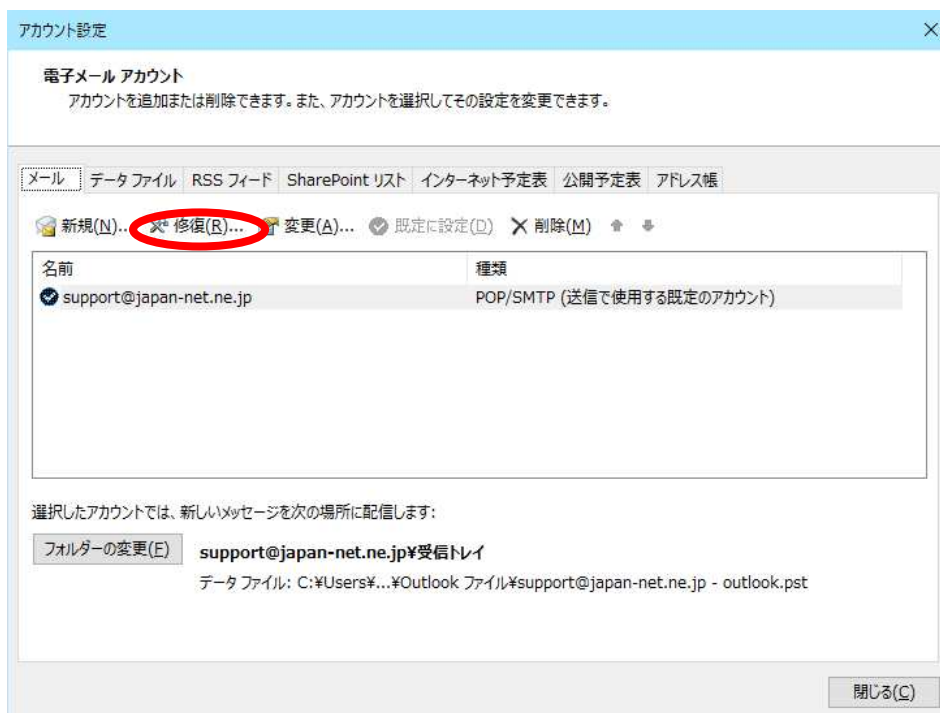 アカウント設定
電子メール アカウント
アカウントを追加または削除できます。また、アカウントを選択してその設定を変更できます。
メール データ ファイル RSS フィード SharePoint リスト インターネット予定表 公開予定表 アドレス帳
新規(N)... 修復(R)... 変更(A)... 既定に設定(D) 削除(M)
名前 種類
support@japan-net.ne.jp POP/SMTP (送信で使用する既定のアカウント)
選択したアカウントでは、新しいメッセージを次の場所に配信します:
フォルダーの変更(F) support@japan-net.ne.jp¥受信トレイ
データ ファイル: C:¥Users¥...¥Outlook ファイル¥support@japan-net.ne.jp - outlook.pst
閉じる(C)